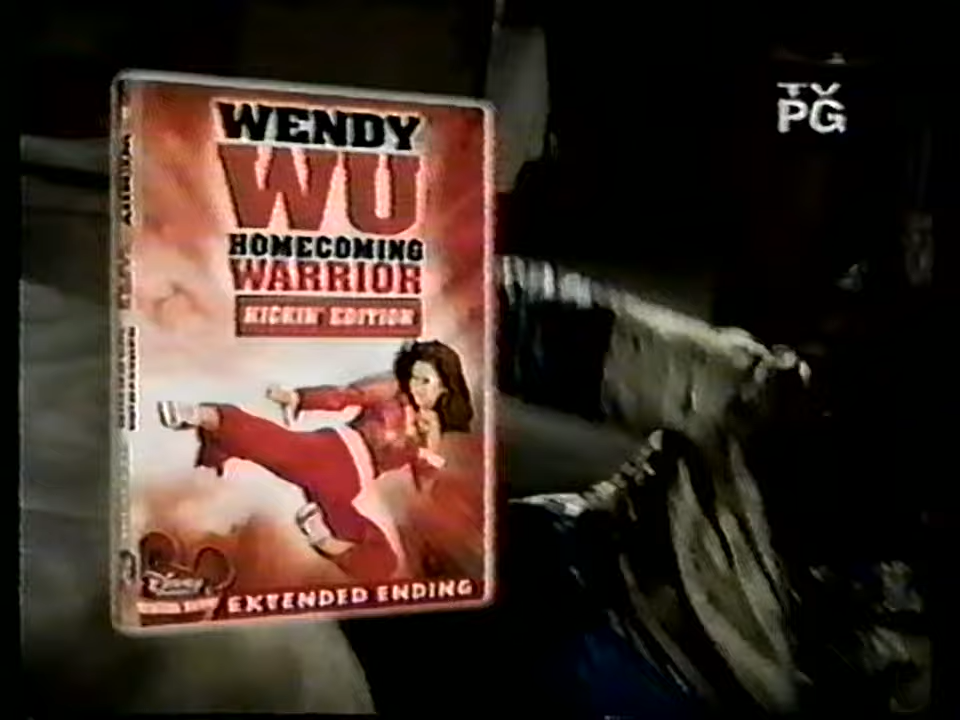 WENDY
WU
HOMECOMING
WARRIOR
KICKIN' EDITION
Disney
EXTENDED ENDING
TV
PG